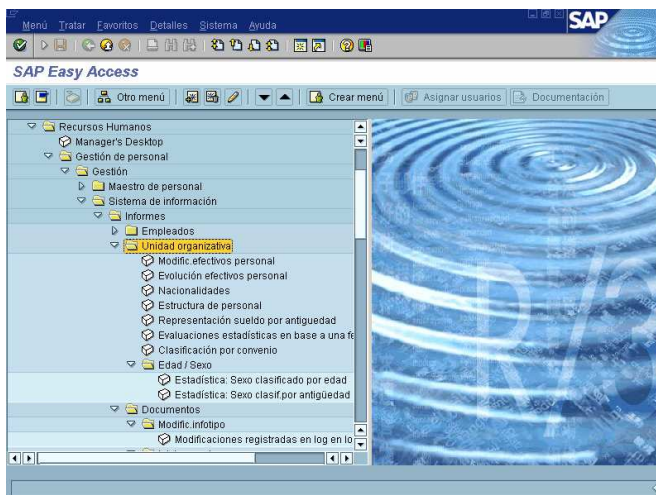 Menú Tratar Favoritos Detalles Sistema Ayuda
SAP
SAP Easy Access
Otro menú Crear menú Asignar usuarios Documentación
Recursos Humanos
Manager's Desktop
Gestión de personal
Gestión
Maestro de personal
Sistema de información
Informes
Empleados
Unidad organizativa
Modific.efectivos personal
Evolución efectivos personal
Nacionalidades
Estructura de personal
Representación sueldo por antiguedad
Evaluaciones estadísticas en base a una fe
Clasificación por convenio
Edad / Sexo
Estadística: Sexo clasificado por edad
Estadística: Sexo clasif.por antigüedad
Documentos
Modific.infotipo
Modificaciones registradas en log en lo
R/3